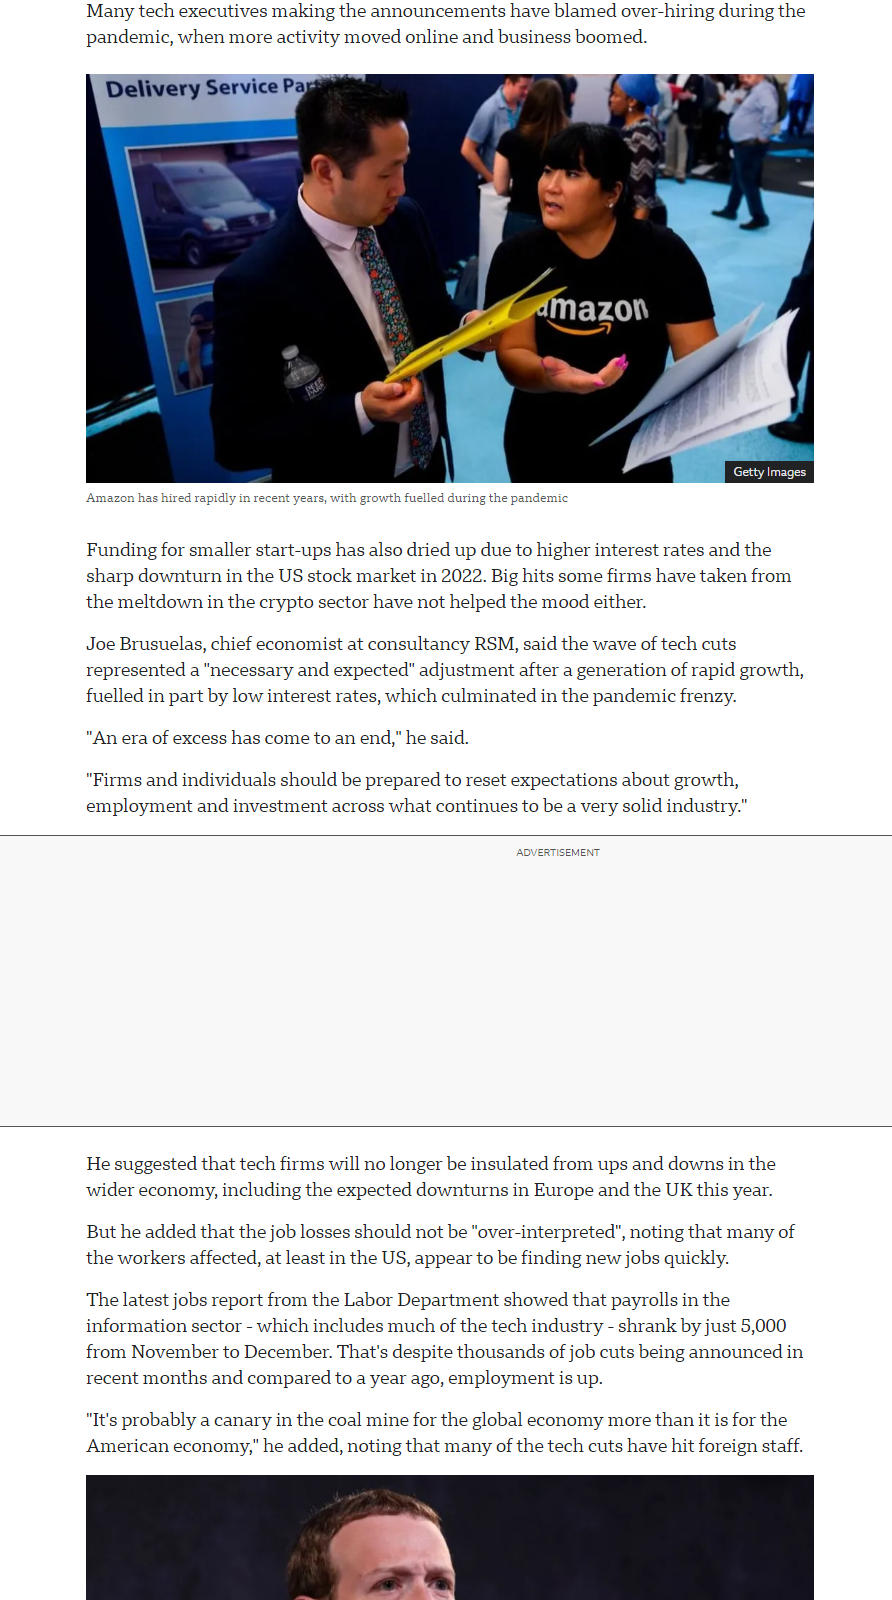 Many tech executives making the announcements have blamed over-hiring during the
pandemic, when more activity moved online and business boomed.
Delivery Service Par
amazon
DEER
PARK
Getty Images
Amazon has hired rapidly in recent years, with growth fuelled during the pandemic
Funding for smaller start-ups has also dried up due to higher interest rates and the
sharp downturn in the US stock market in 2022. Big hits some firms have taken from
the meltdown in the crypto sector have not helped the mood either.
Joe Brusuelas, chief economist at consultancy RSM, said the wave of tech cuts
represented a "necessary and expected" adjustment after a generation of rapid growth,
fuelled in part by low interest rates, which culminated in the pandemic frenzy.
"An era of excess has come to an end," he said.
"Firms and individuals should be prepared to reset expectations about growth,
employment and investment across what continues to be a very solid industry."
ADVERTISEMENT
He suggested that tech firms will no longer be insulated from ups and downs in the
wider economy, including the expected downturns in Europe and the UK this year.
But he added that the job losses should not be "over-interpreted", noting that many of
the workers affected, at least in the US, appear to be finding new jobs quickly.
The latest jobs report from the Labor Department showed that payrolls in the
information sector - which includes much of the tech industry - shrank by just 5,000
from November to December. That's despite thousands of job cuts being announced in
recent months and compared to a year ago, employment is up.
"It's probably a canary in the coal mine for the global economy more than it is for the
American economy," he added, noting that many of the tech cuts have hit foreign staff.